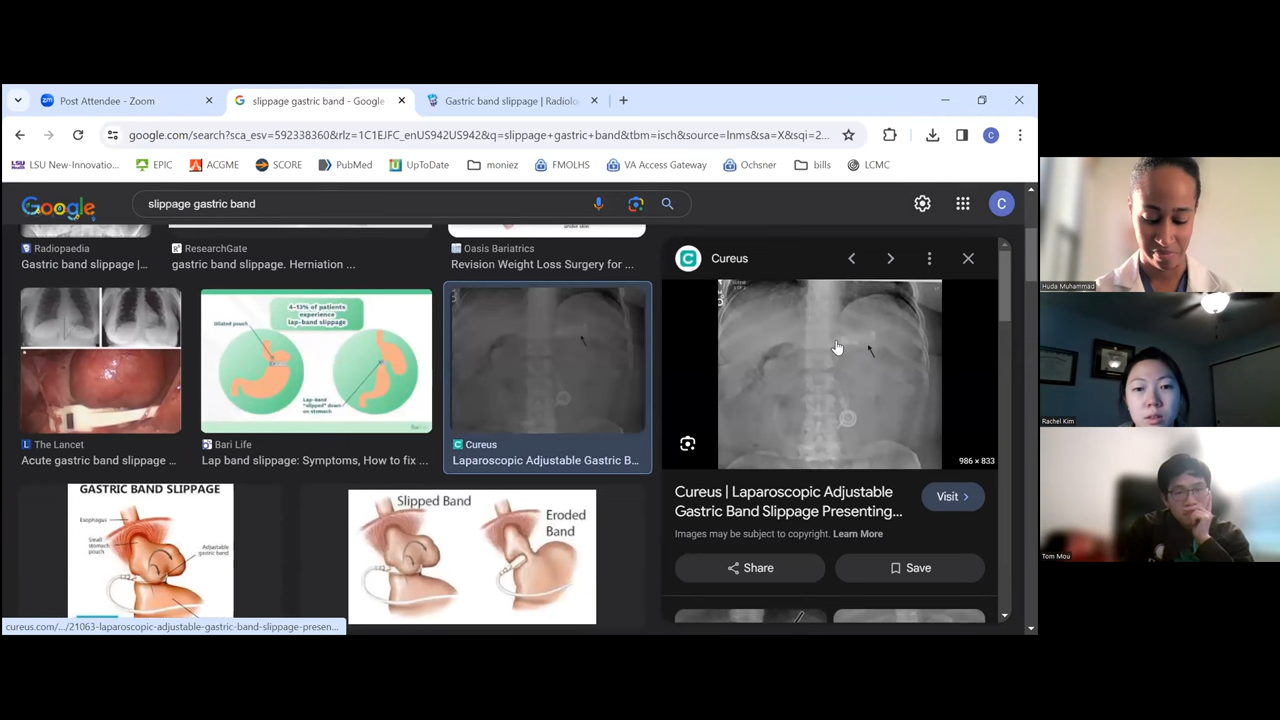 Post Attendee - Zoom
slippage gastric band - Google
Gastric band slippage | Radiolo
google.com/search?sca_esv=592338360&rlz=1C1EJFC_enUS942US942&q=slippage+gastric+band&tbm=isch&source=lnms&sa=X&sqi=2...
LSU New-Innovatio...
EPIC
ACGME
SCORE
PubMed
UpToDate
moniez
FMOLHS
VA Access Gateway
Ochsner
bills
LCMC
Google
slippage gastric band
C
Radiopaedia
Gastric band slippage |...
ResearchGate
gastric band slippage. Herniation ...
Oasis Bariatrics
Revision Weight Loss Surgery for ...
Cureus
4-13% of patients
experience
Lap-band slippage
Dilated pouch
Lap-band
"slipped" down
on stomach
The Lancet
Acute gastric band slippage ...
Bari Life
Lap band slippage: Symptoms, How to fix ...
Cureus
Laparoscopic Adjustable Gastric B...
986 × 833
Cureus | Laparoscopic Adjustable
Gastric Band Slippage Presenting...
Visit
Images may be subject to copyright. Learn More
Share
Save
GASTRIC BAND SLIPPAGE
Esophagus
Small
stomach
pouch
Adjustable
gastric band
Slipped Band
Eroded
Band
cureus.com/.../21063-laparoscopic-adjustable-gastric-band-slippage-presen...
Huda Muhammad
Rachel Kim
Tom Mou